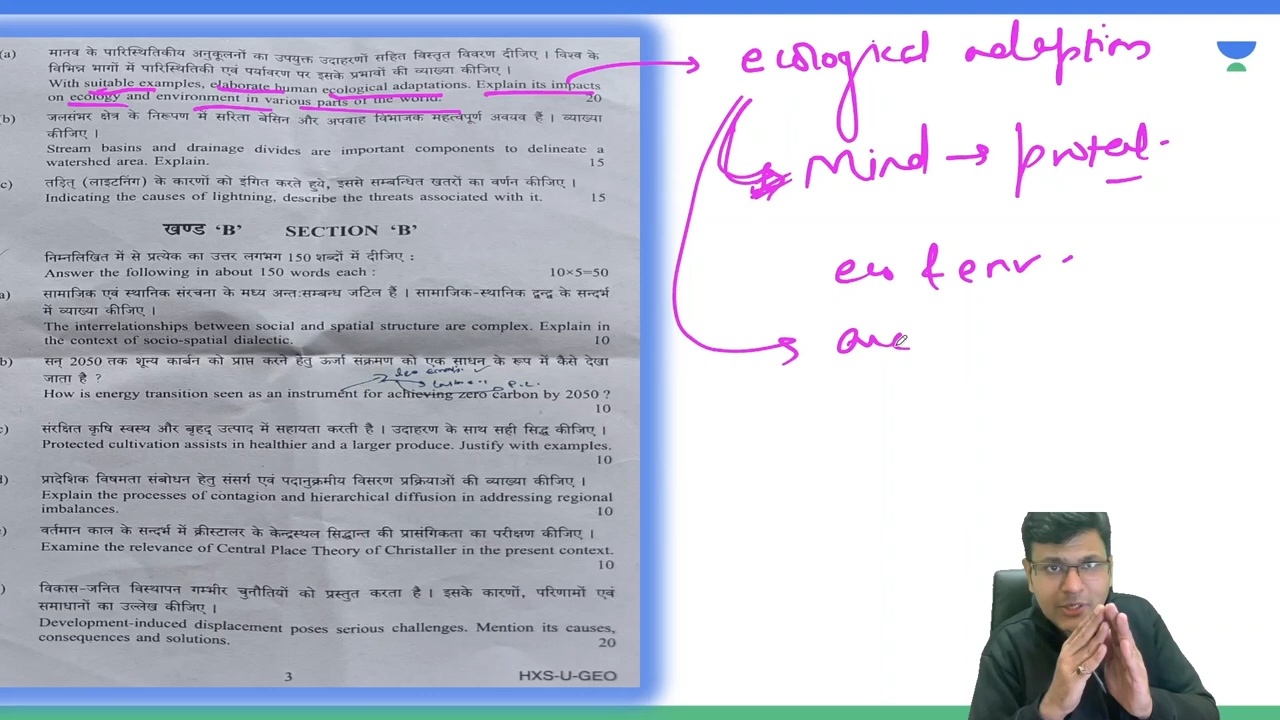 (a) मानव के पारिस्थितिकीय अनुकूलनों का उपयुक्त उदाहरणों सहित विस्तृत विवरण दीजिए । विश्व के
विभिन्न भागों में पारिस्थितिकी एवं पर्यावरण पर इसके प्रभावों की व्याख्या कीजिए ।
With suitable examples, elaborate human ecological adaptations. Explain its impacts
on ecology and environment in various parts of the world. 20
(b) जलसंभर क्षेत्र के निरूपण में सरिता बेसिन और अपवाह विभाजक महत्वपूर्ण अवयव हैं । व्याख्या
कीजिए ।
Stream basins and drainage divides are important components to delineate a
watershed area. Explain. 15
(c) तड़ित (लाइटनिंग) के कारणों को इंगित करते हुये, इससे सम्बन्धित खतरों का वर्णन कीजिए ।
Indicating the causes of lightning, describe the threats associated with it. 15
खण्ड 'B' SECTION 'B'
निम्नलिखित में से प्रत्येक का उत्तर लगभग 150 शब्दों में दीजिए :
Answer the following in about 150 words each : 10×5=50
a) सामाजिक एवं स्थानिक संरचना के मध्य अन्तःसम्बन्ध जटिल हैं । सामाजिक-स्थानिक द्वन्द्व के सन्दर्भ
में व्याख्या कीजिए ।
The interrelationships between social and spatial structure are complex. Explain in
the context of socio-spatial dialectic. 10
b) सन् 2050 तक शून्य कार्बन को प्राप्त करने हेतु ऊर्जा संक्रमण को एक साधन के रूप में कैसे देखा
जाता है ?
How is energy transition seen as an instrument for achieving zero carbon by 2050 ?
10
c) संरक्षित कृषि स्वस्थ और बृहद् उत्पाद में सहायता करती है । उदाहरण के साथ सही सिद्ध कीजिए ।
Protected cultivation assists in healthier and a larger produce. Justify with examples.
10
d) प्रादेशिक विषमता संबोधन हेतु संसर्ग एवं पदानुक्रमीय विसरण प्रक्रियाओं की व्याख्या कीजिए ।
Explain the processes of contagion and hierarchical diffusion in addressing regional
imbalances. 10
e) वर्तमान काल के सन्दर्भ में क्रीस्टालर के केन्द्रस्थल सिद्धान्त की प्रासंगिकता का परीक्षण कीजिए ।
Examine the relevance of Central Place Theory of Christaller in the present context.
10
) विकास-जनित विस्थापन गम्भीर चुनौतियों को प्रस्तुत करता है । इसके कारणों, परिणामों एवं
समाधानों का उल्लेख कीजिए ।
Development-induced displacement poses serious challenges. Mention its causes,
consequences and solutions. 20
3 HXS-U-GEO
ecological adaptions
Mind →
eco & env.